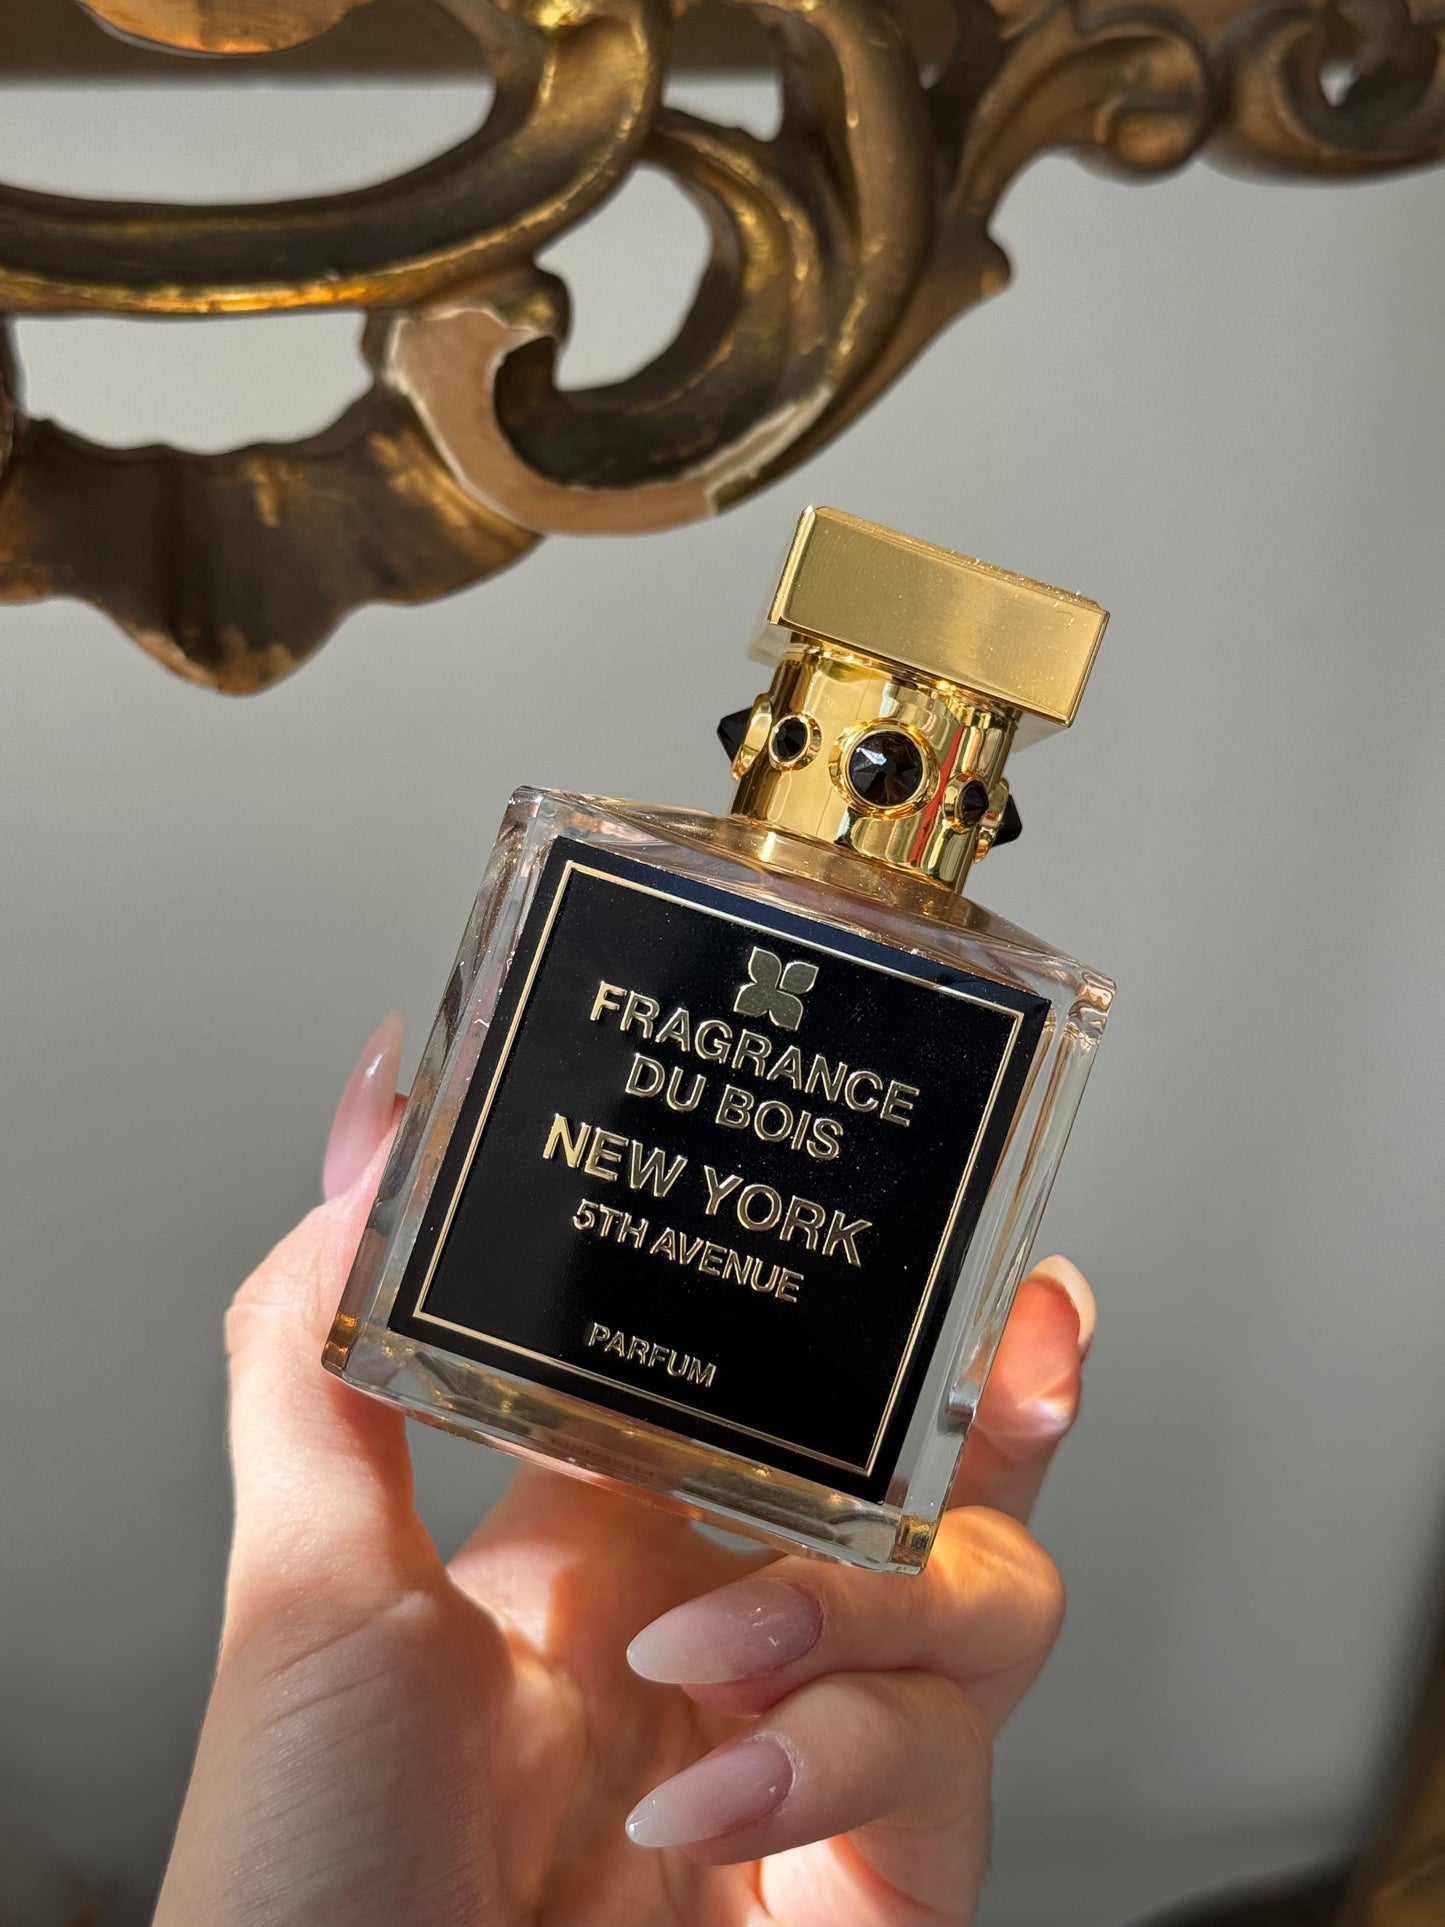 FRAGRANCE
DU BOIS
NEW YORK
5TH AVENUE
PARFUM